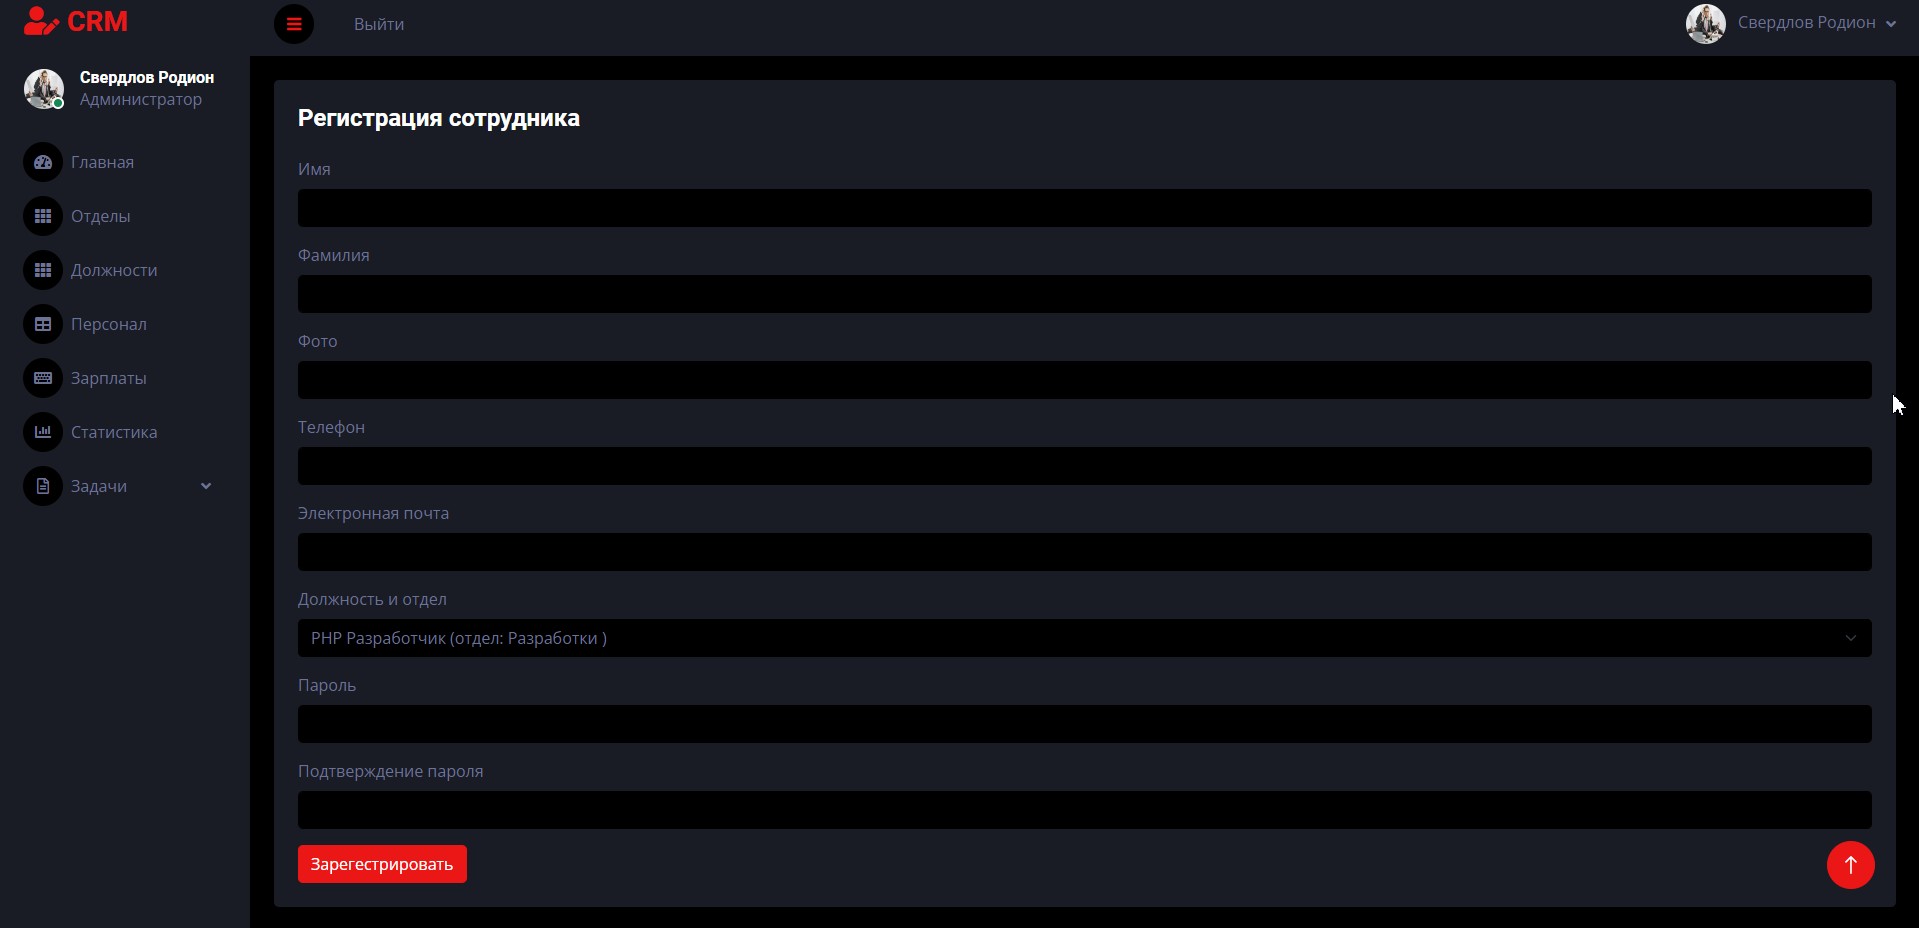 CRM
Выйти
Свердлов Родион
Свердлов Родион
Администратор
Главная
Отделы
Должности
Персонал
Зарплаты
Статистика
Задачи
Регистрация сотрудника
Имя
Фамилия
Фото
Телефон
Электронная почта
Должность и отдел
PHP Разработчик (отдел: Разработки )
Пароль
Подтверждение пароля
Зарегестрировать